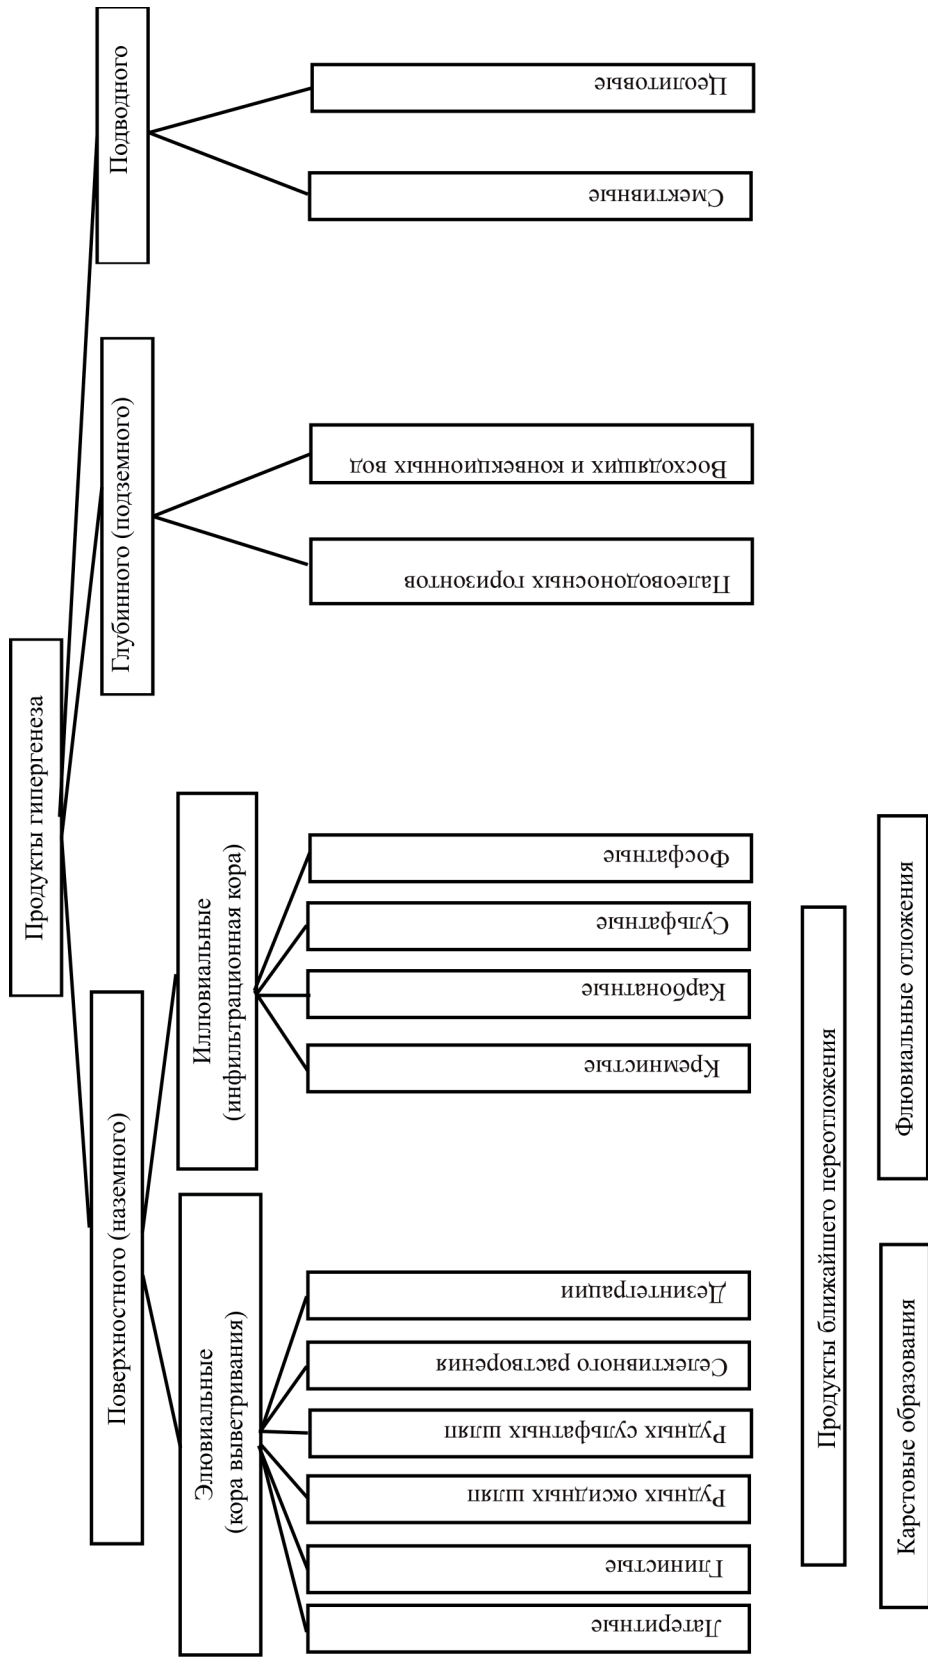 Продукты гипергенеза
Поверхностного (наземного)
Глубинного (подземного)
Подводного
Элювиальные
(кора выветривания)
Иллювиальные
(инфильтрационная кора)
Латеритные
Глинистые
Рудных оксидных шляп
Рудных сульфатных шляп
Селективного растворения
Дезинтеграции
Кремнистые
Карбонатные
Сульфатные
Фосфатные
Палеоводоносных горизонтов
Восходящих и конвекционных вод
Смективные
Цеолитовые
Продукты ближайшего переотложения
Карстовые образования
Флювиальные отложения